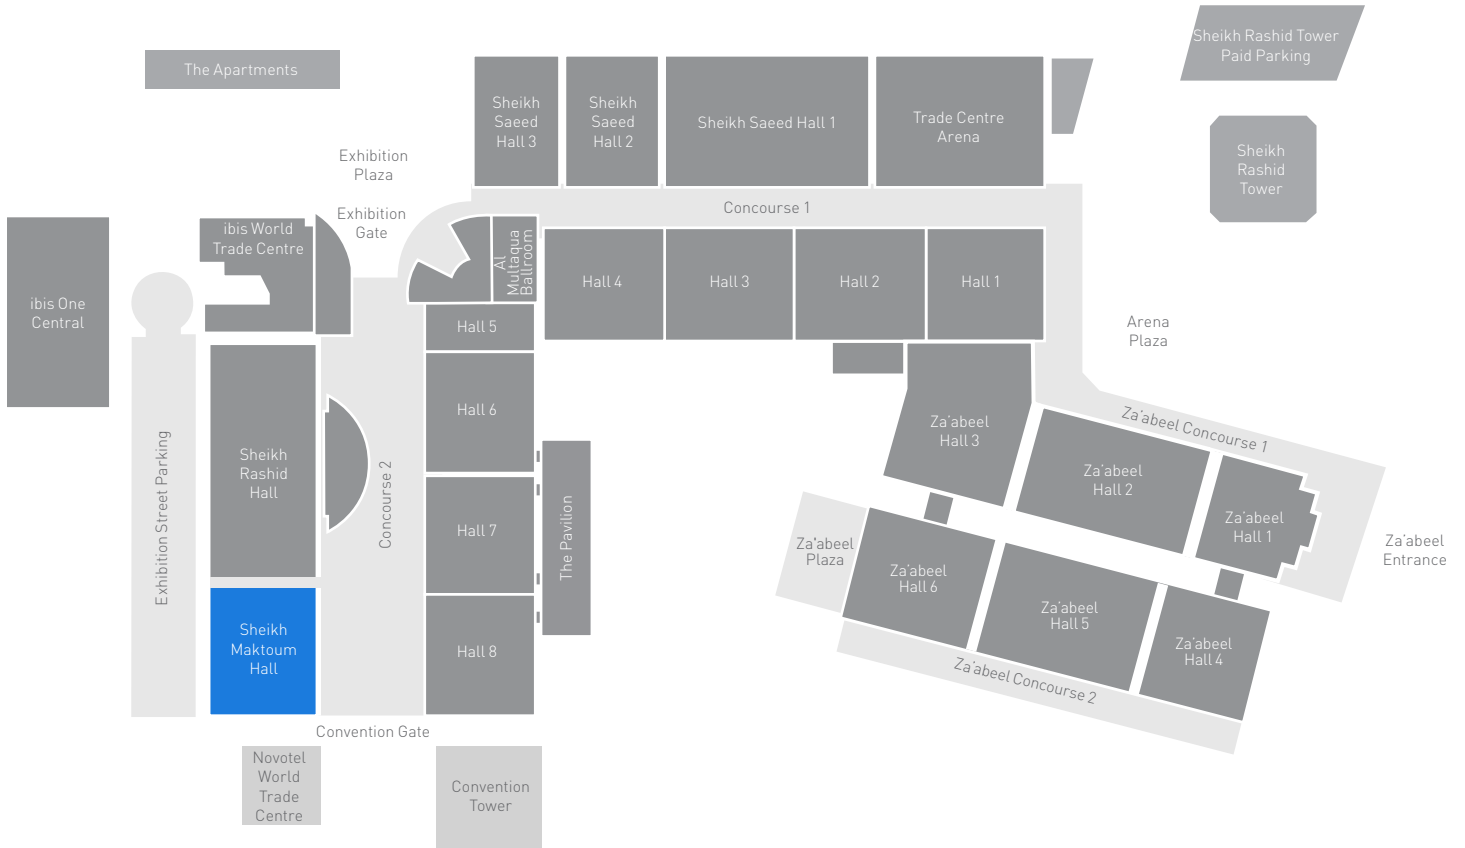 Sheikh Rashid Tower
Paid Parking
The Apartments
Sheikh
Saeed
Hall 3
Sheikh
Saeed
Hall 2
Sheikh Saeed Hall 1
Trade Centre
Arena
Sheikh
Rashid
Tower
Exhibition
Plaza
Exhibition
Gate
Concourse 1
ibis World
Trade Centre
Al
Multaqua
Ballroom
Hall 4
Hall 3
Hall 2
Hall 1
ibis One
Central
Hall 5
Arena
Plaza
Hall 6
Za'abeel
Hall 3
Za'abeel Concourse 1
Sheikh
Rashid
Hall
Exhibition Street Parking
Concourse 2
Za'abeel
Hall 2
Hall 7
The Pavilion
Za'abeel
Hall 1
Za'abeel
Plaza
Za'abeel
Entrance
Za'abeel
Hall 6
Za'abeel
Hall 5
Sheikh
Maktoum
Hall
Hall 8
Za'abeel
Hall 4
Za'abeel Concourse 2
Convention Gate
Novotel
World
Trade
Centre
Convention
Tower